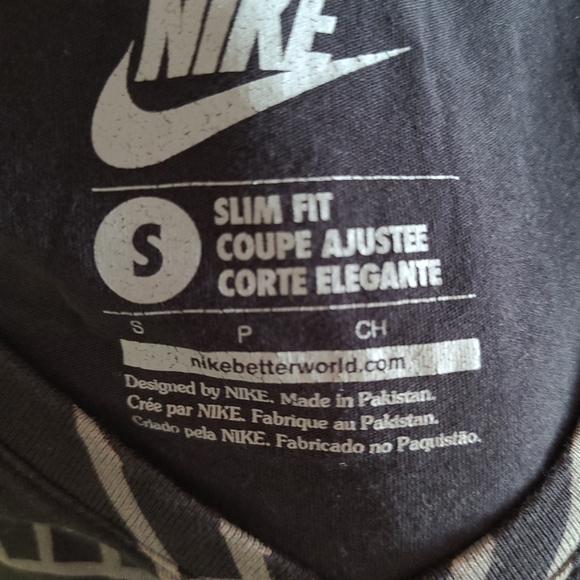 NIKE
S
SLIM FIT
COUPE AJUSTEE
CORTE ELEGANTE
S P CH
nikebetterworld.com
Designed by NIKE. Made in Pakistan.
Crée par NIKE. Fabrique au Pakistan.
Criado pela NIKE. Fabricado no Paquistão.